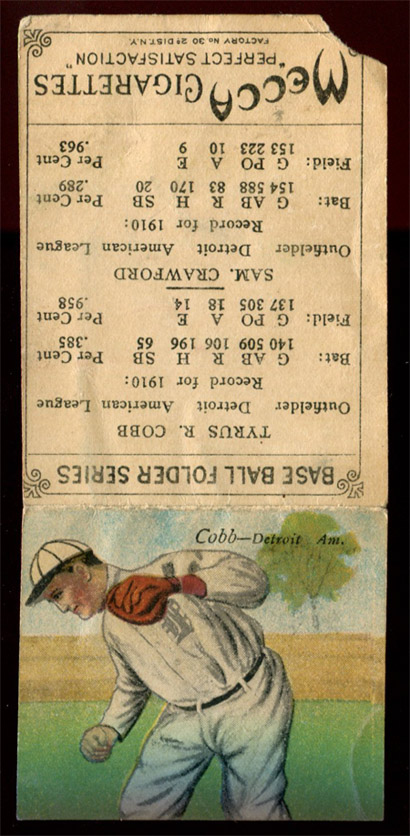 BASE BALL FOLDER SERIES
TYRUS R. COBB
Outfielder Detroit American League
Record for 1910:
Bat: G AB R H SB Per Cent
140 509 106 196 65 .385
Field: G PO A E Per Cent
137 305 18 14 .958
SAM. CRAWFORD
Outfielder Detroit American League
Record for 1910:
Bat: G AB R H SB Per Cent
154 588 83 170 20 .289
Field: G PO A E Per Cent
153 223 10 9 .963
MECCA CIGARETTES
"PERFECT SATISFACTION"
FACTORY No 30 2d DIST. N.Y.
Cobb—Detroit Am.